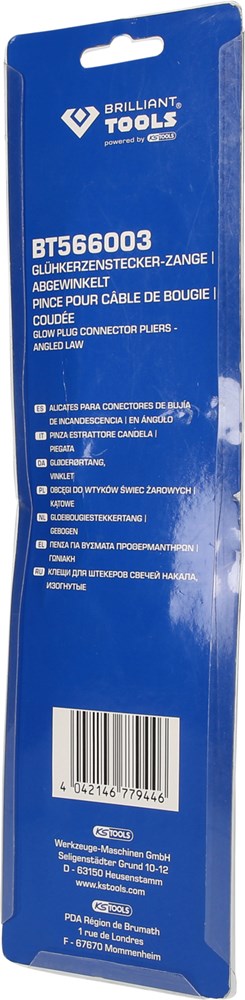 BRILLIANT®
TOOLS
powered by KS TOOLS
BT566003
GLÜHKERZENSTECKER-ZANGE |
ABGEWINKELT
PINCE POUR CÂBLE DE BOUGIE |
COUDÉE
GLOW PLUG CONNECTOR PLIERS -
ANGLED LAW
ES ALICATES PARA CONECTORES DE BUJÍA
DE INCANDESCENCIA | EN ÁNGULO
IT PINZA ESTRATTORE CANDELA |
PIEGATA
DA GLØDERØRTANG,
VINKLET
PL OBCĘGI DO WTYKÓW ŚWIEC ŻAROWYCH |
KĄTOWE
NL GLOEIBOUGIESTEKKERTANG |
GEBOGEN
EL ΠΕΝΣΑ ΓΙΑ ΒΥΣΜΑΤΑ ΠΡΟΘΕΡΜΑΝΤΗΡΩΝ |
ΓΩΝΙΑΚΗ
RU КЛЕЩИ ДЛЯ ШТЕКЕРОВ СВЕЧЕЙ НАКАЛА,
ИЗОГНУТЫЕ
4 042146 779446
KS TOOLS
Werkzeuge-Maschinen GmbH
Seligenstädter Grund 10-12
D - 63150 Heusenstamm
www.kstools.com
KS TOOLS
PDA Région de Brumath
1 rue de Londres
F - 67670 Mommenheim